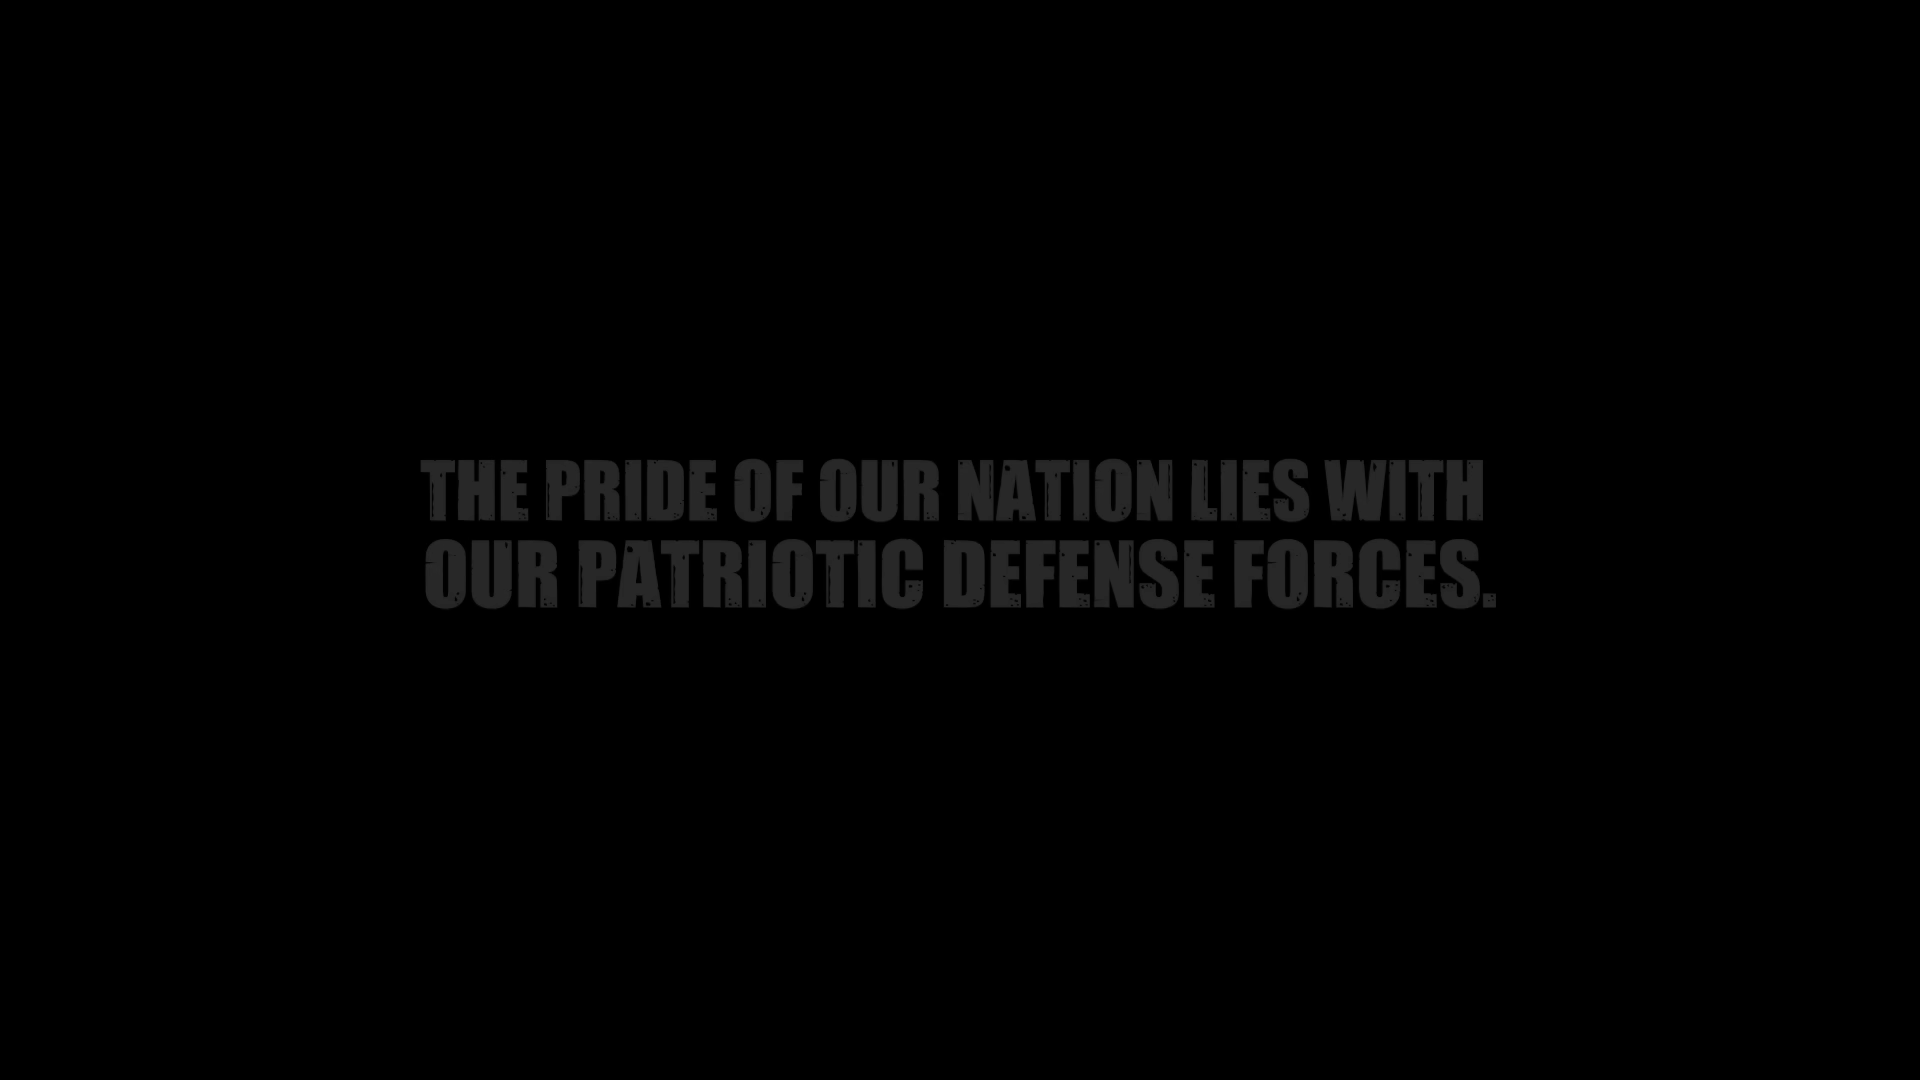 THE PRIDE OF OUR NATION LIES WITH
OUR PATRIOTIC DEFENSE FORCES.